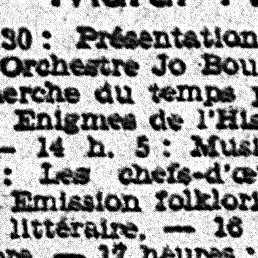 30 : Présentation
Orchestre Jo Bou
erche du temps p
Enigmes de l'His
— 14 h. 5 : Musi
: Les chefs-d'œ
Emission folklori
littéraire. — 16
— 17 heures :